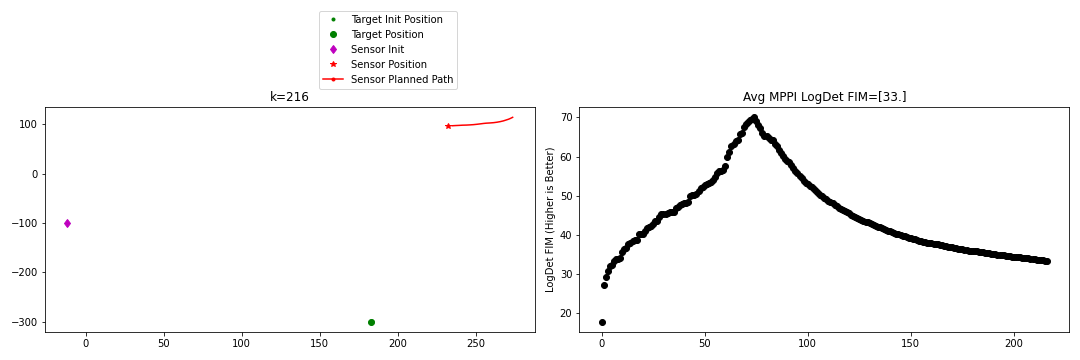 Target Init Position
Target Position
Sensor Init
Sensor Position
Sensor Planned Path
k=216
100
0
−100
−200
−300
0
50
100
150
200
250
Avg MPPI LogDet FIM=[33.]
LogDet FIM (Higher is Better)
70
60
50
40
30
20
0
50
100
150
200